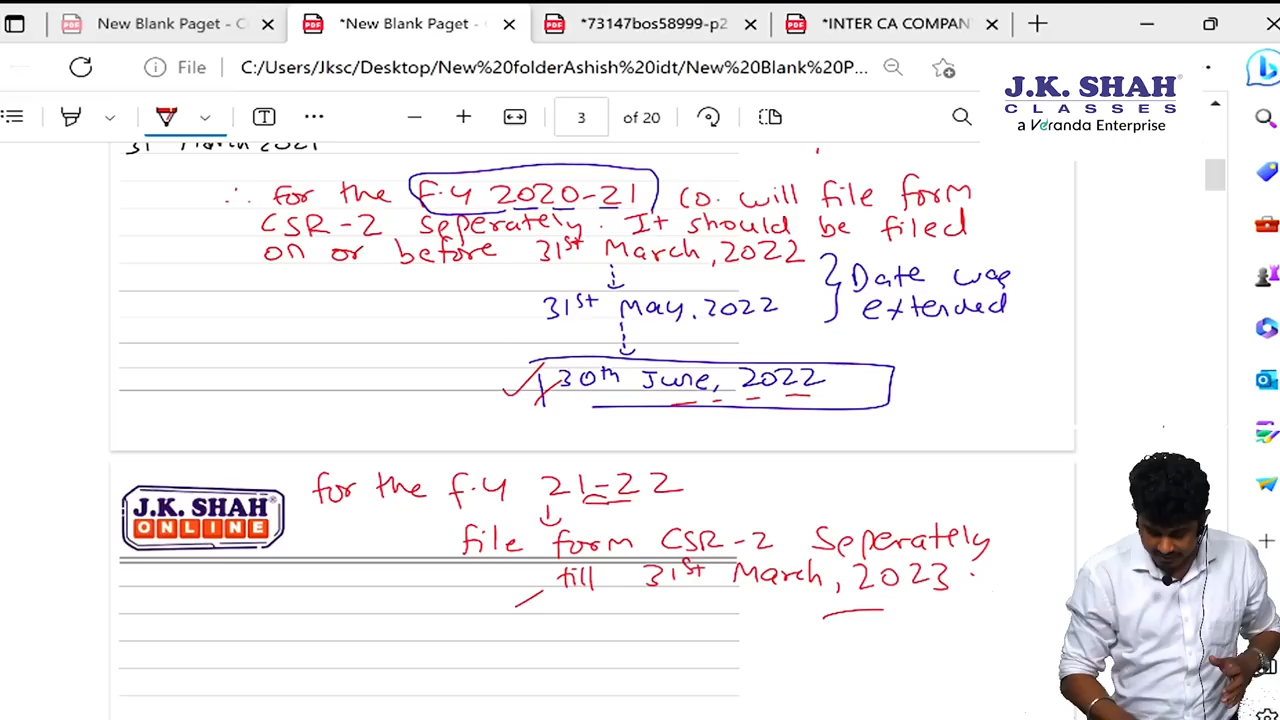 New Blank Paget - C
*New Blank Paget -
*73147bos58999-p2
*INTER CA COMPAN
File C:/Users/Jksc/Desktop/New%20folderAshish%20idt/New%20Blank%20P...
J.K. SHAH
CLASSES
a Veranda Enterprise
3 of 20
31st March 2021
∴ for the f.y 2020-21 co. will file form
CSR-2 seperately. It should be filed
on or before 31st March, 2022
31st May, 2022
Date was
extended
30th June, 2022
J.K. SHAH
ONLINE
for the f.y 21-22
file form CSR-2 Seperately
till 31st March, 2023.